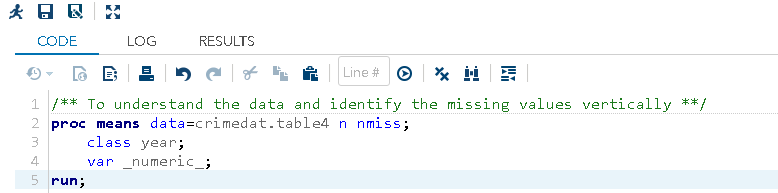 CODE LOG RESULTS
Line #
1 /** To understand the data and identify the missing values vertically **/
2 proc means data=crimedat.table4 n nmiss;
3 class year;
4 var _numeric_;
5 run;